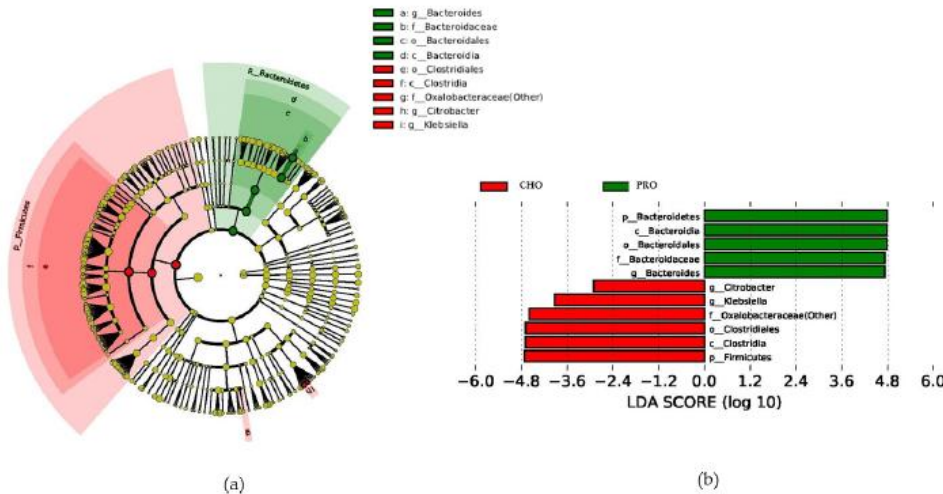 a: g__Bacteroides
b: f__Bacteroidaceae
c: o__Bacteroidales
d: c__Bacteroidia
e: o__Clostridiales
f: c__Clostridia
g: f__Oxalobacteraceae(Other)
h: g__Citrobacter
i: g__Klebsiella
p_Bacteroidetes
d
c
b
p_Firmicutes
f
e
(a)
CHO
PRO
p__Bacteroidetes
c__Bacteroidia
o__Bacteroidales
f__Bacteroidaceae
g__Bacteroides
g__Citrobacter
g__Klebsiella
f__Oxalobacteraceae(Other)
o__Clostridiales
c__Clostridia
p__Firmicutes
−6.0 −4.8 −3.6 −2.4 −1.2 0.0 1.2 2.4 3.6 4.8 6.0
LDA SCORE (log 10)
(b)